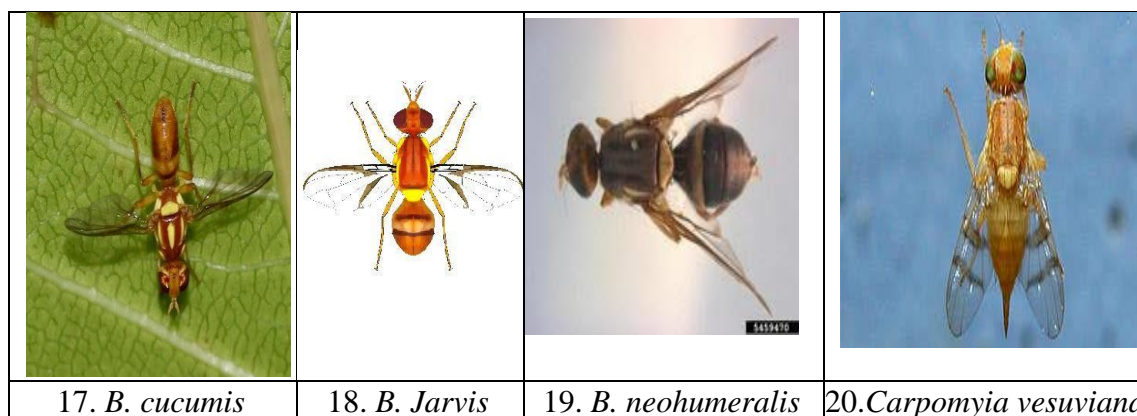 5459470
17. B. cucumis
18. B. Jarvis
19. B. neohumeralis
20.Carpomyia vesuviana